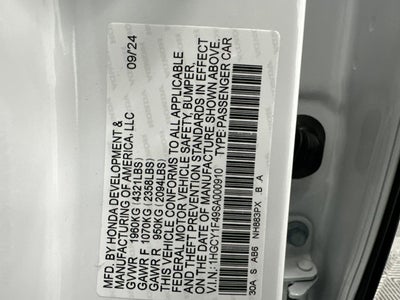 MFD. BY HONDA DEVELOPMENT &
MANUFACTURING OF AMERICA, LLC 09/24
GVWR 1960KG (4321LBS)
GAWR F 1070KG (2358LBS)
GAWR R 950KG (2094LBS)
THIS VEHICLE CONFORMS TO ALL APPLICABLE
FEDERAL MOTOR VEHICLE SAFETY, BUMPER,
AND THEFT PREVENTION STANDARDS IN EFFECT
ON THE DATE OF MANUFACTURE SHOWN ABOVE.
V.I.N.: 1HGCY1F49SA000910 TYPE:PASSENGER CAR
30A S AB6 NH883PX B A